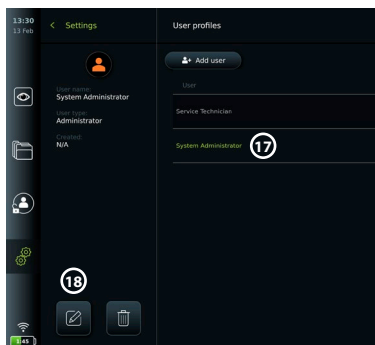 13:30
13 Feb
Settings
User name:
System Administrator
User type:
Administrator
Created:
N/A
18
User profiles
Add user
User
Service Technician
System Administrator
17
1:45